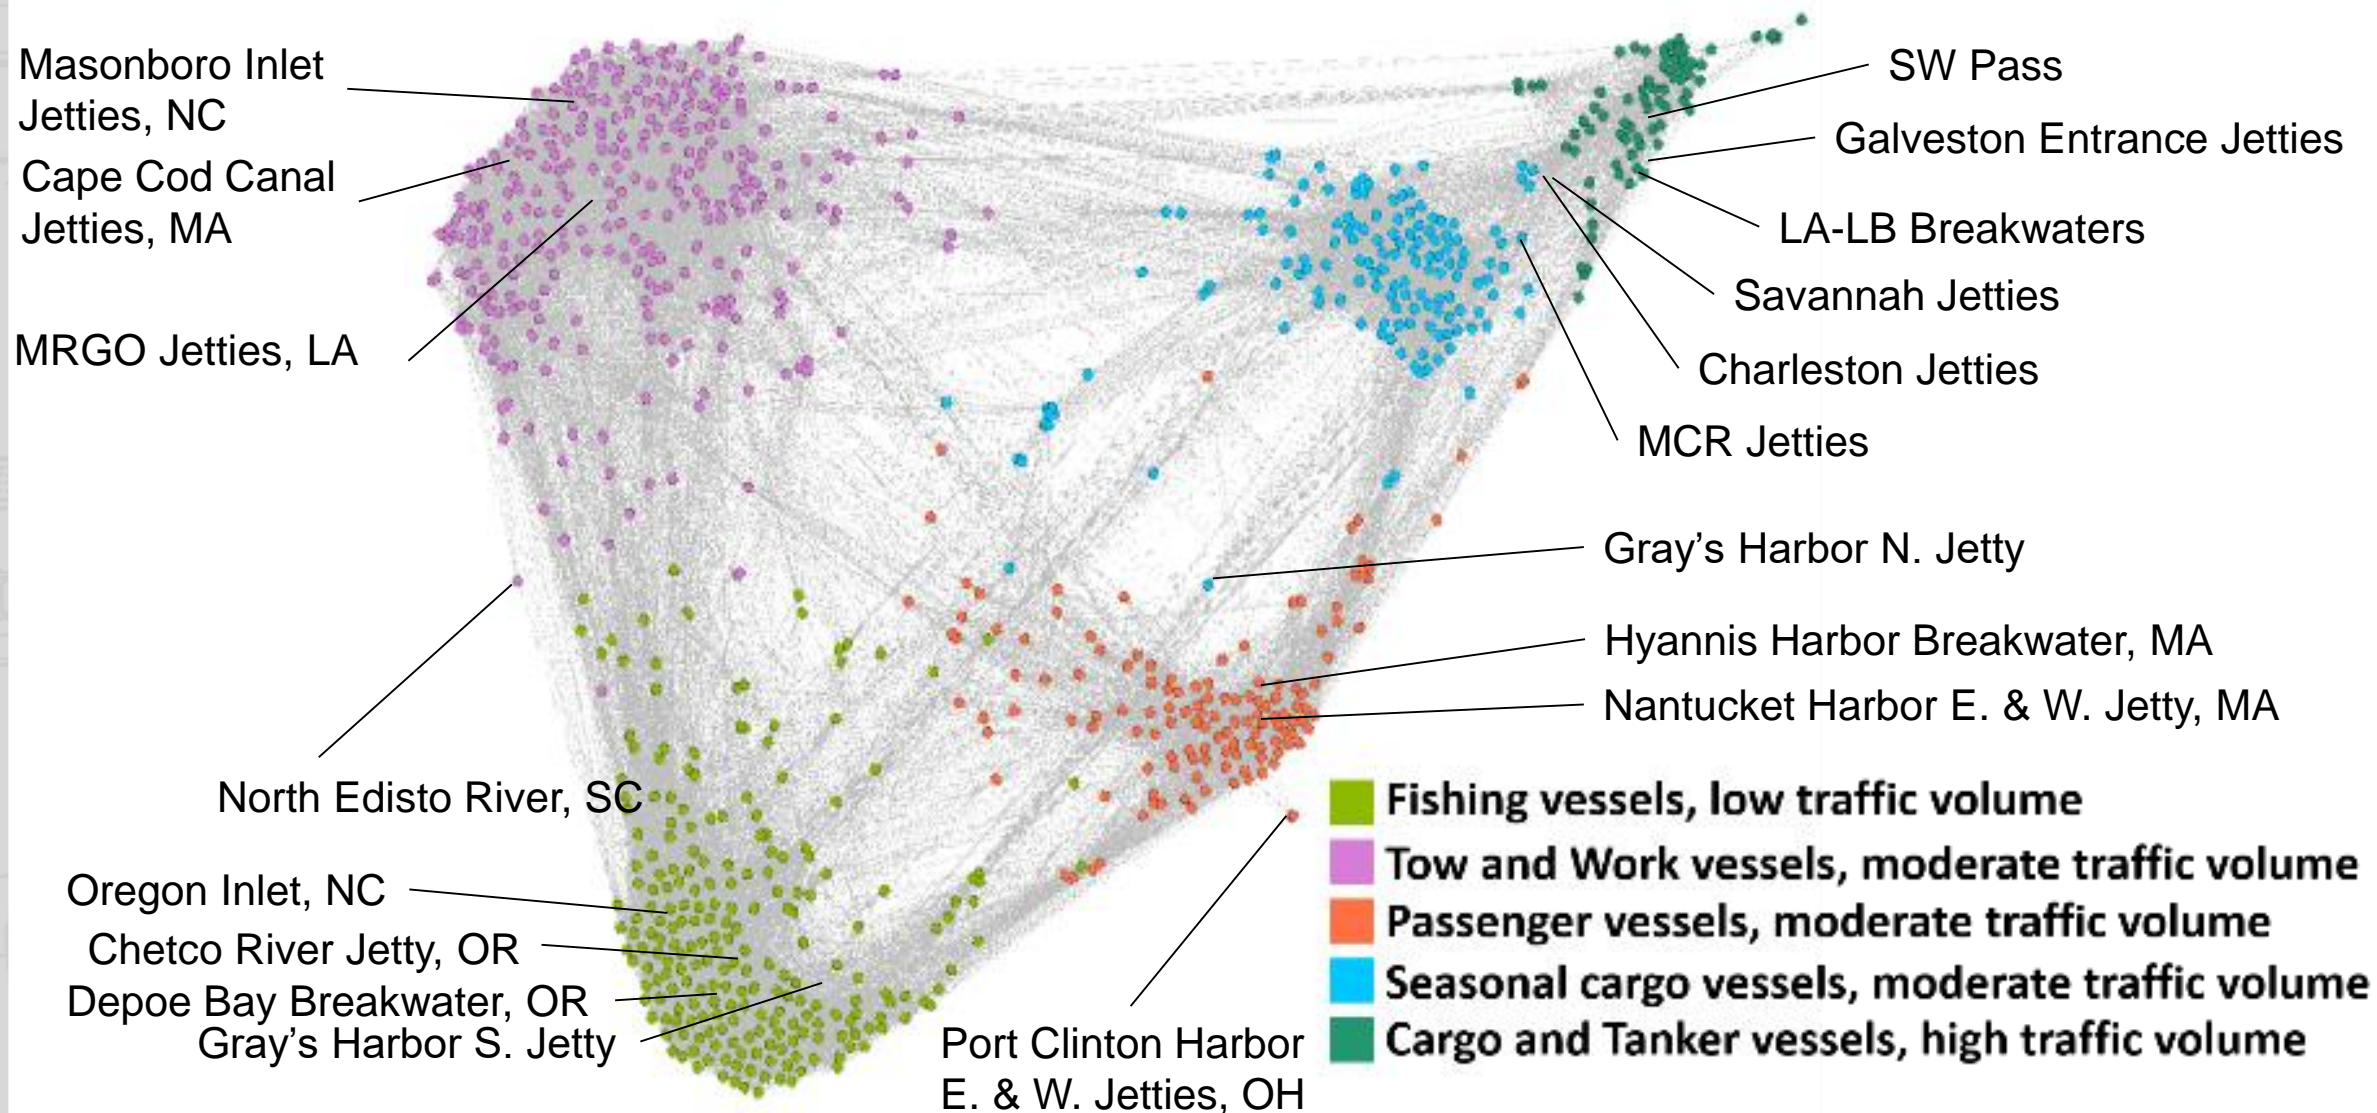 Masonboro Inlet
Jetties, NC
Cape Cod Canal
Jetties, MA
MRGO Jetties, LA
North Edisto River, SC
Oregon Inlet, NC
Chetco River Jetty, OR
Depoe Bay Breakwater, OR
Gray’s Harbor S. Jetty
Port Clinton Harbor
E. & W. Jetties, OH
SW Pass
Galveston Entrance Jetties
LA-LB Breakwaters
Savannah Jetties
Charleston Jetties
MCR Jetties
Gray’s Harbor N. Jetty
Hyannis Harbor Breakwater, MA
Nantucket Harbor E. & W. Jetty, MA
Fishing vessels, low traffic volume
Tow and Work vessels, moderate traffic volume
Passenger vessels, moderate traffic volume
Seasonal cargo vessels, moderate traffic volume
Cargo and Tanker vessels, high traffic volume